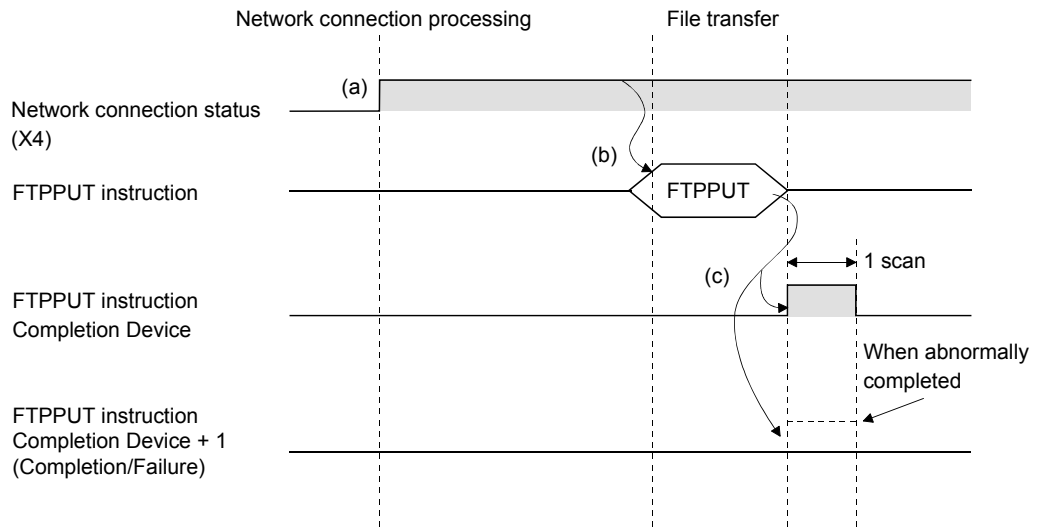 Network connection processing
File transfer
(a)
Network connection status
(X4)
(b)
FTPPUT instruction
FTPPUT
1 scan
(c)
FTPPUT instruction
Completion Device
When abnormally
completed
FTPPUT instruction
Completion Device + 1
(Completion/Failure)